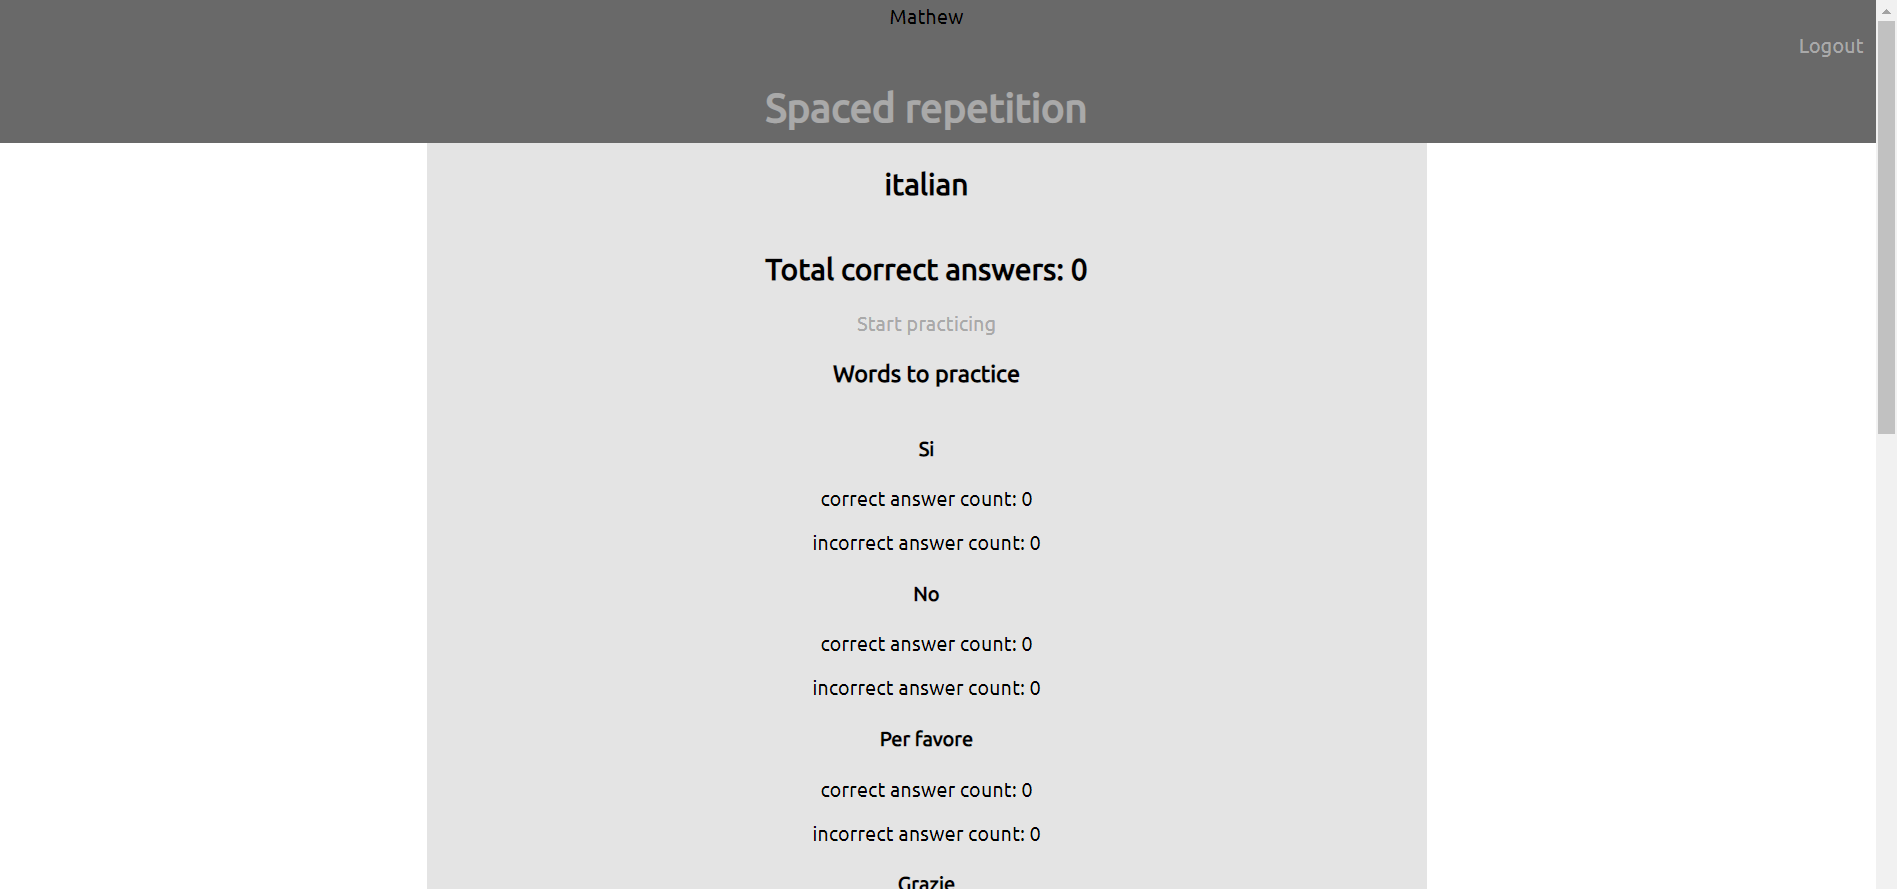 Mathew
Logout
Spaced repetition
italian
Total correct answers: 0
Start practicing
Words to practice
Si
correct answer count: 0
incorrect answer count: 0
No
correct answer count: 0
incorrect answer count: 0
Per favore
correct answer count: 0
incorrect answer count: 0
Grazie